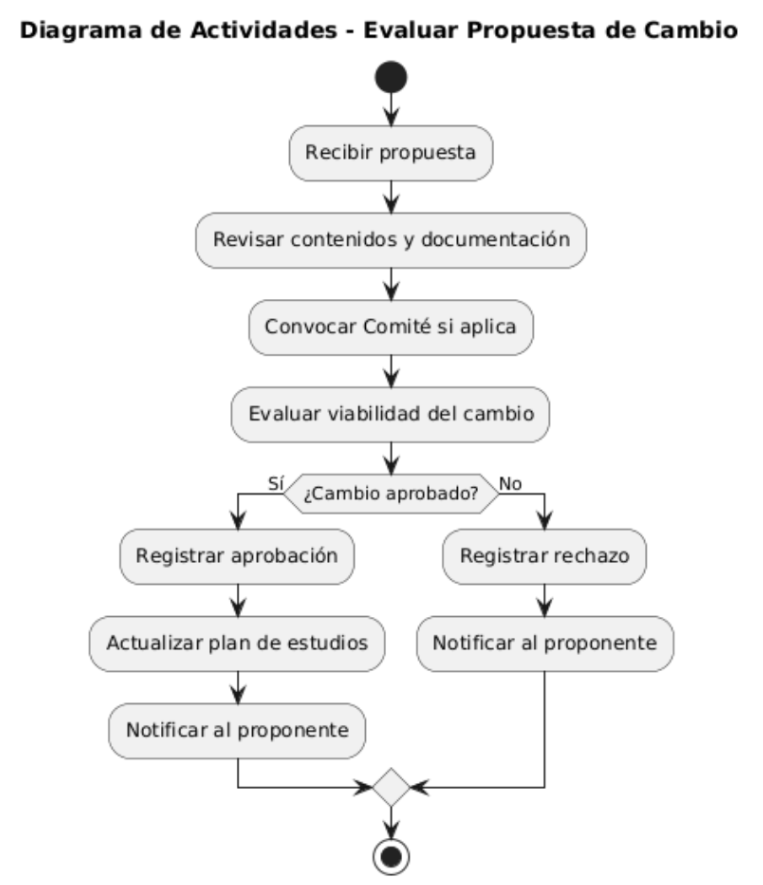 Diagrama de Actividades - Evaluar Propuesta de Cambio
Recibir propuesta
Revisar contenidos y documentación
Convocar Comité si aplica
Evaluar viabilidad del cambio
Sí
¿Cambio aprobado?
No
Registrar aprobación
Registrar rechazo
Actualizar plan de estudios
Notificar al proponente
Notificar al proponente